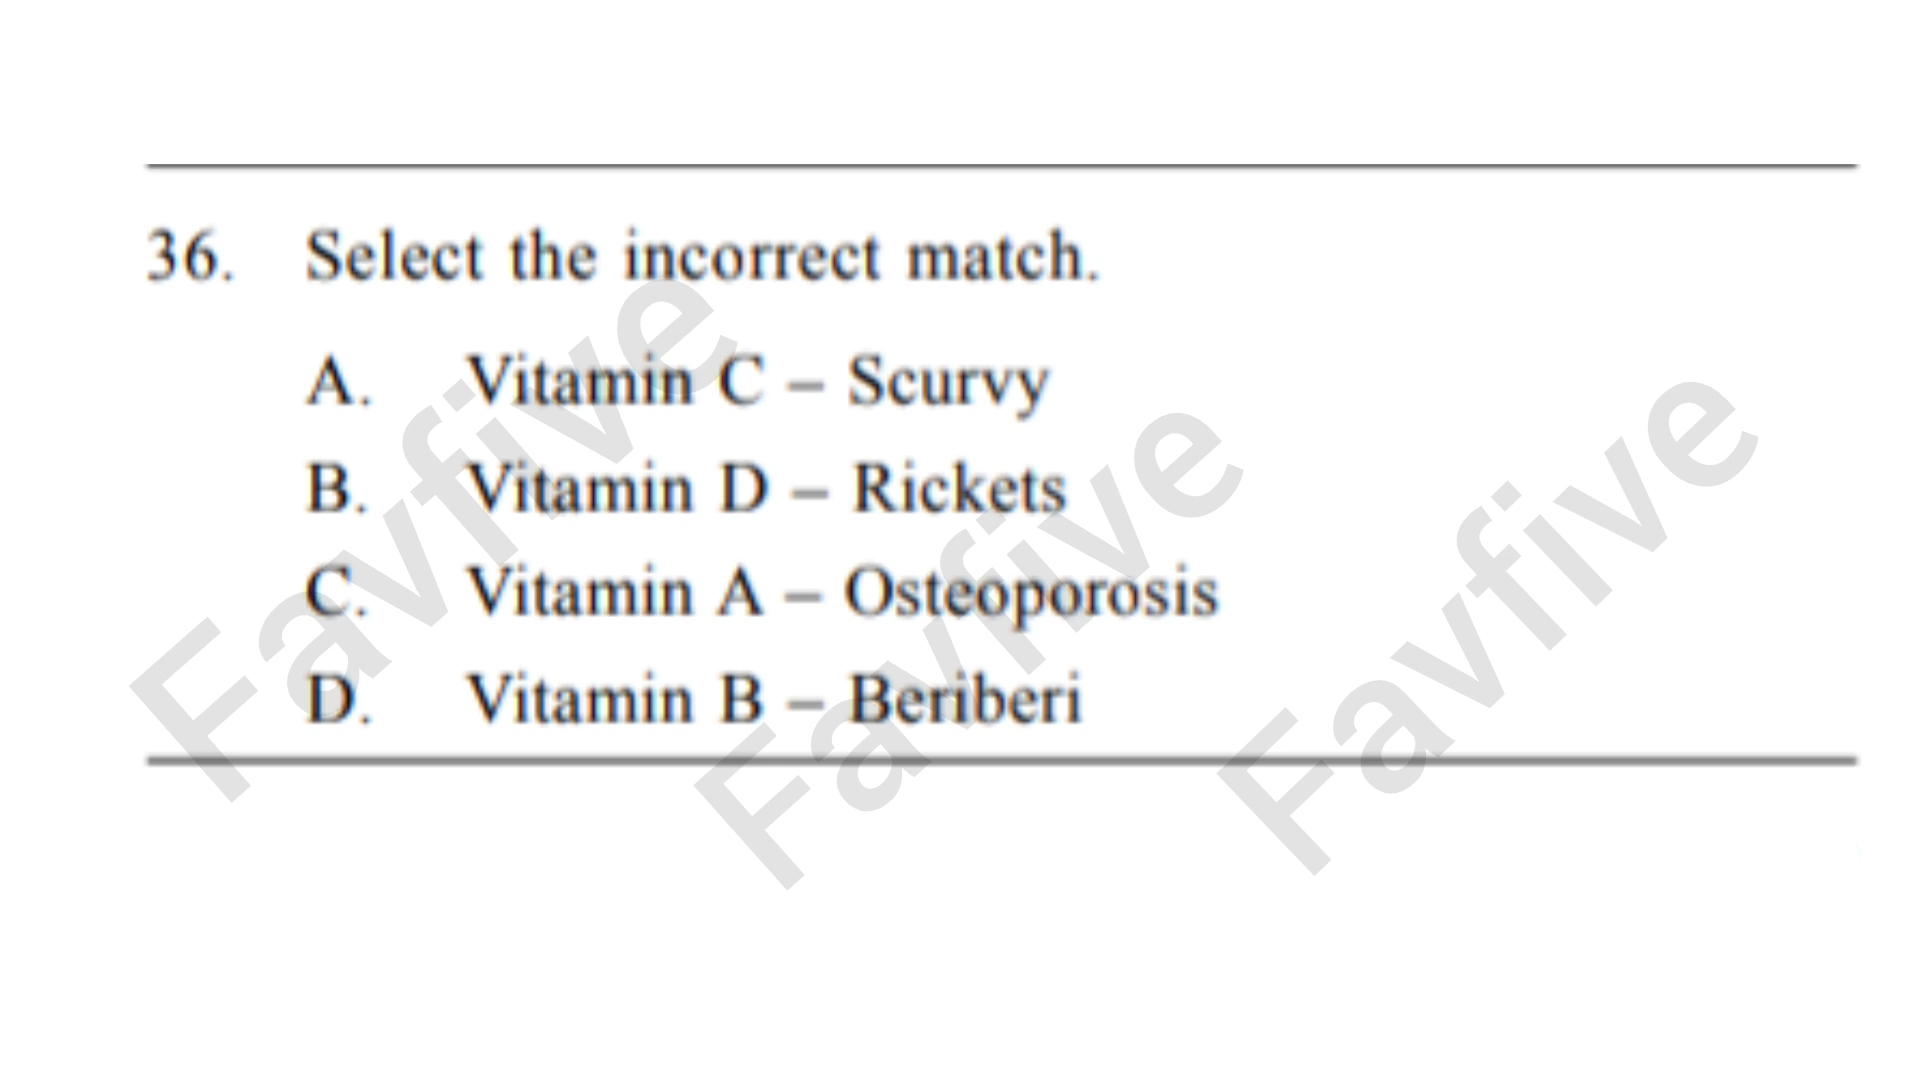 36. Select the incorrect match.
A. Vitamin C – Scurvy
B. Vitamin D – Rickets
C. Vitamin A – Osteoporosis
D. Vitamin B – Beriberi
Favfive
Favfive
Favfive